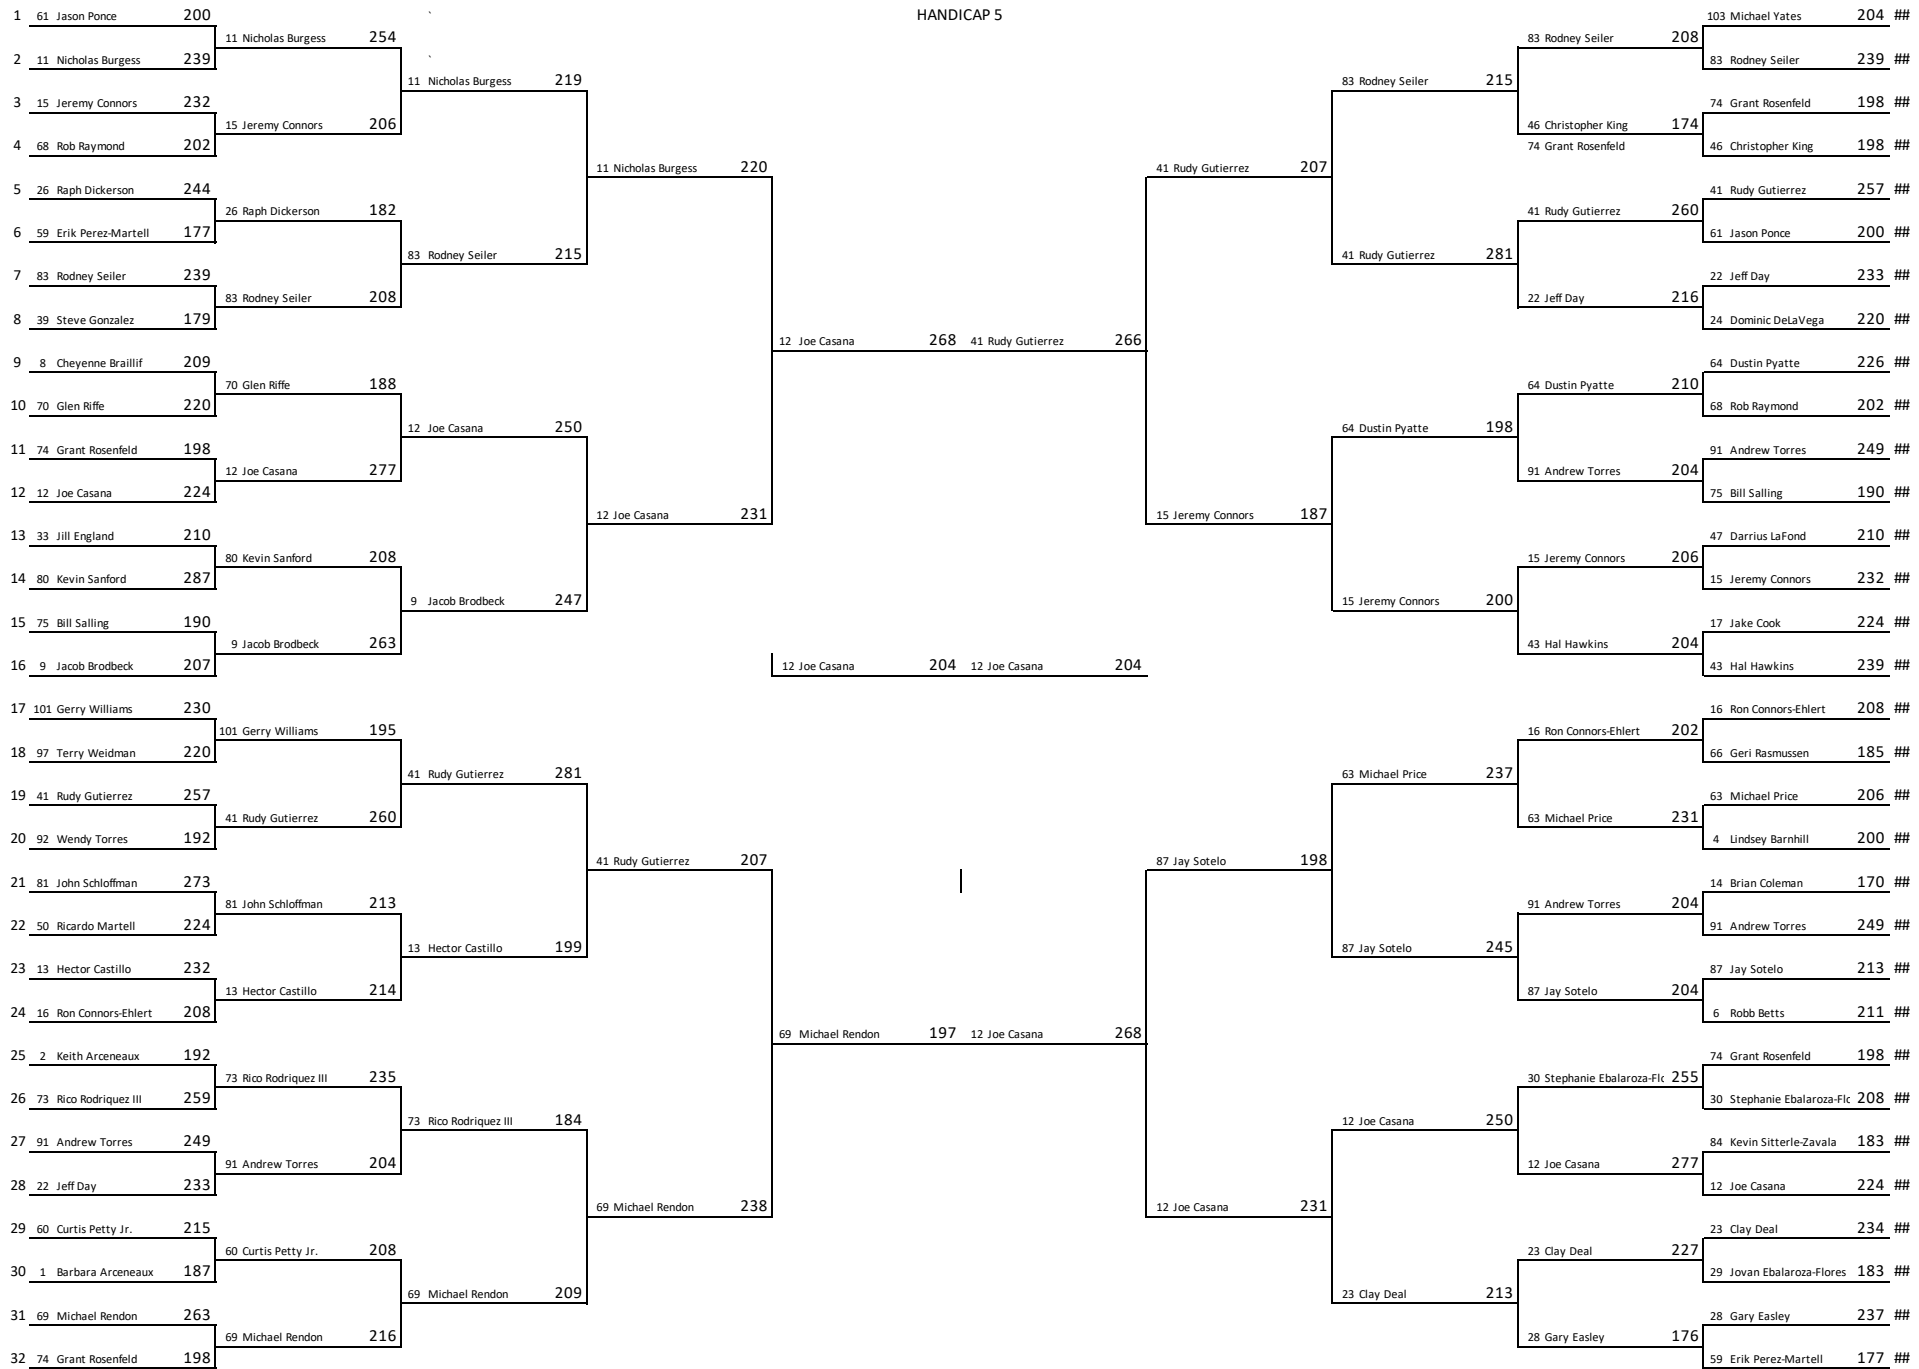 HANDICAP 5
1 61 Jason Ponce 200
11 Nicholas Burgess 254
2 11 Nicholas Burgess 239
11 Nicholas Burgess 219
3 15 Jeremy Connors 232
15 Jeremy Connors 206
4 68 Rob Raymond 202
11 Nicholas Burgess 220
5 26 Raph Dickerson 244
26 Raph Dickerson 182
6 59 Erik Perez-Martell 177
83 Rodney Seiler 215
7 83 Rodney Seiler 239
83 Rodney Seiler 208
8 39 Steve Gonzalez 179
12 Joe Casana 268
9 8 Cheyenne Braillif 209
70 Glen Riffe 188
10 70 Glen Riffe 220
12 Joe Casana 250
11 74 Grant Rosenfeld 198
12 Joe Casana 277
12 12 Joe Casana 224
12 Joe Casana 231
13 33 Jill England 210
80 Kevin Sanford 208
14 80 Kevin Sanford 287
9 Jacob Brodbeck 247
15 75 Bill Salling 190
9 Jacob Brodbeck 263
16 9 Jacob Brodbeck 207
12 Joe Casana 204 12 Joe Casana 204
17 101 Gerry Williams 230
101 Gerry Williams 195
18 97 Terry Weidman 220
41 Rudy Gutierrez 281
19 41 Rudy Gutierrez 257
41 Rudy Gutierrez 260
20 92 Wendy Torres 192
41 Rudy Gutierrez 207
21 81 John Schloffman 273
81 John Schloffman 213
22 50 Ricardo Martell 224
13 Hector Castillo 199
23 13 Hector Castillo 232
13 Hector Castillo 214
24 16 Ron Connors-Ehlert 208
69 Michael Rendon 197
25 2 Keith Arceneaux 192
73 Rico Rodriquez III 235
26 73 Rico Rodriquez III 259
73 Rico Rodriquez III 184
27 91 Andrew Torres 249
91 Andrew Torres 204
28 22 Jeff Day 233
69 Michael Rendon 238
29 60 Curtis Petty Jr. 215
60 Curtis Petty Jr. 208
30 1 Barbara Arceneaux 187
69 Michael Rendon 209
31 69 Michael Rendon 263
69 Michael Rendon 216
32 74 Grant Rosenfeld 198
103 Michael Yates 204 ##
83 Rodney Seiler 208
83 Rodney Seiler 239 ##
83 Rodney Seiler 215
74 Grant Rosenfeld 198 ##
46 Christopher King 174
74 Grant Rosenfeld
46 Christopher King 198 ##
41 Rudy Gutierrez 207
41 Rudy Gutierrez 257 ##
41 Rudy Gutierrez 260
61 Jason Ponce 200 ##
41 Rudy Gutierrez 281
22 Jeff Day 233 ##
22 Jeff Day 216
24 Dominic DeLaVega 220 ##
41 Rudy Gutierrez 266
64 Dustin Pyatte 226 ##
64 Dustin Pyatte 210
68 Rob Raymond 202 ##
64 Dustin Pyatte 198
91 Andrew Torres 249 ##
91 Andrew Torres 204
75 Bill Salling 190 ##
15 Jeremy Connors 187
47 Darrius LaFond 210 ##
15 Jeremy Connors 206
15 Jeremy Connors 232 ##
15 Jeremy Connors 200
17 Jake Cook 224 ##
43 Hal Hawkins 204
43 Hal Hawkins 239 ##
16 Ron Connors-Ehlert 208 ##
16 Ron Connors-Ehlert 202
66 Geri Rasmussen 185 ##
63 Michael Price 237
63 Michael Price 206 ##
63 Michael Price 231
4 Lindsey Barnhill 200 ##
87 Jay Sotelo 198
14 Brian Coleman 170 ##
91 Andrew Torres 204
91 Andrew Torres 249 ##
87 Jay Sotelo 245
87 Jay Sotelo 213 ##
87 Jay Sotelo 204
6 Robb Betts 211 ##
12 Joe Casana 268
74 Grant Rosenfeld 198 ##
30 Stephanie Ebalaroza-Flc 255
30 Stephanie Ebalaroza-Flc 208 ##
12 Joe Casana 250
84 Kevin Sitterle-Zavala 183 ##
12 Joe Casana 277
12 Joe Casana 224 ##
12 Joe Casana 231
23 Clay Deal 234 ##
23 Clay Deal 227
29 Jovan Ebalaroza-Flores 183 ##
23 Clay Deal 213
28 Gary Easley 237 ##
28 Gary Easley 176
59 Erik Perez-Martell 177 ##